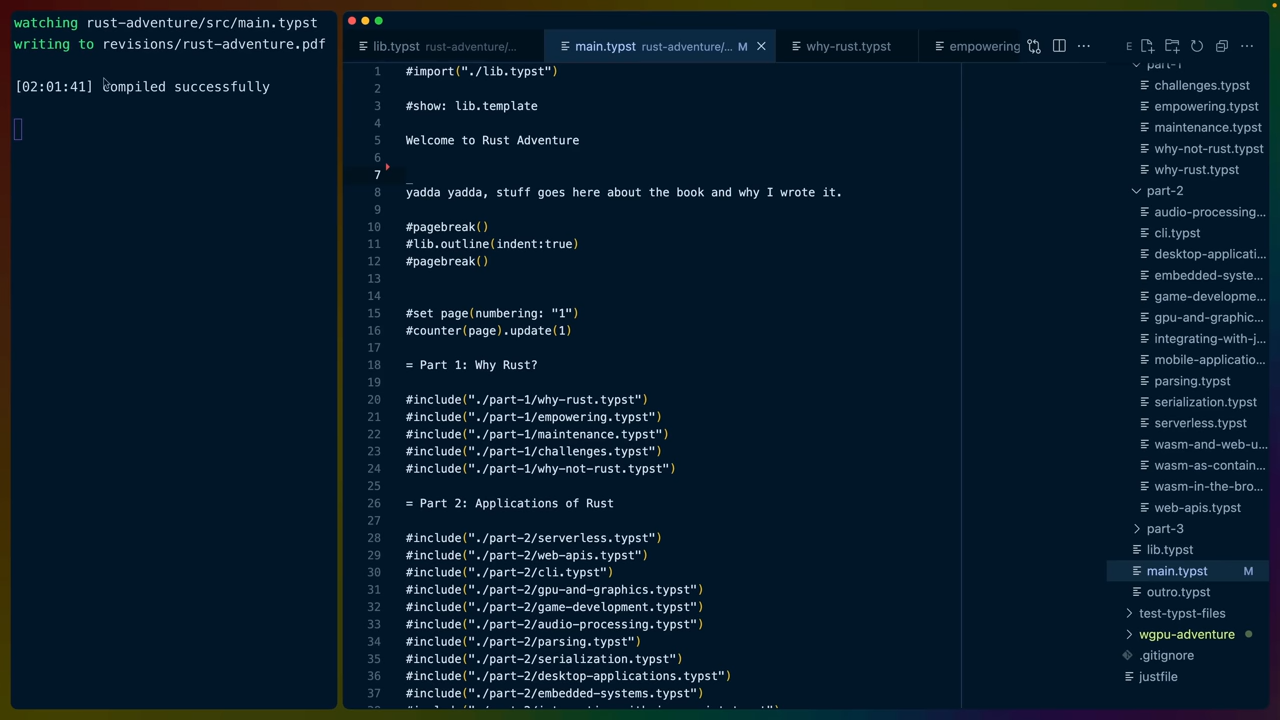 watching rust-adventure/src/main.typst
writing to revisions/rust-adventure.pdf
[02:01:41] compiled successfully
lib.typst rust-adventure/...
main.typst rust-adventure/... M
why-rust.typst
empowering
E
1 #import("./lib.typst")
2
3 #show: lib.template
4
5 Welcome to Rust Adventure
6
7
8 yadda yadda, stuff goes here about the book and why I wrote it.
9
10 #pagebreak()
11 #lib.outline(indent:true)
12 #pagebreak()
13
14
15 #set page(numbering: "1")
16 #counter(page).update(1)
17
18 = Part 1: Why Rust?
19
20 #include("./part-1/why-rust.typst")
21 #include("./part-1/empowering.typst")
22 #include("./part-1/maintenance.typst")
23 #include("./part-1/challenges.typst")
24 #include("./part-1/why-not-rust.typst")
25
26 = Part 2: Applications of Rust
27
28 #include("./part-2/serverless.typst")
29 #include("./part-2/web-apis.typst")
30 #include("./part-2/cli.typst")
31 #include("./part-2/gpu-and-graphics.typst")
32 #include("./part-2/game-development.typst")
33 #include("./part-2/audio-processing.typst")
34 #include("./part-2/parsing.typst")
35 #include("./part-2/serialization.typst")
36 #include("./part-2/desktop-applications.typst")
37 #include("./part-2/embedded-systems.typst")
part-1
challenges.typst
empowering.typst
maintenance.typst
why-not-rust.typst
why-rust.typst
part-2
audio-processing...
cli.typst
desktop-applicati...
embedded-syste...
game-developme...
gpu-and-graphic...
integrating-with-j...
mobile-applicatio...
parsing.typst
serialization.typst
serverless.typst
wasm-and-web-u...
wasm-as-contain...
wasm-in-the-bro...
web-apis.typst
part-3
lib.typst
main.typst M
outro.typst
test-typst-files
wgpu-adventure
.gitignore
justfile